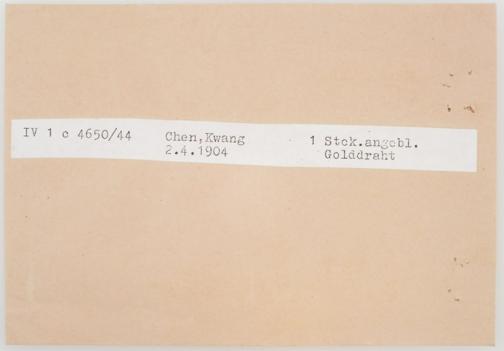 IV 1 c 4650/44 Chen,Kwang 1 Stck.angebl.
2.4.1904 Golddraht